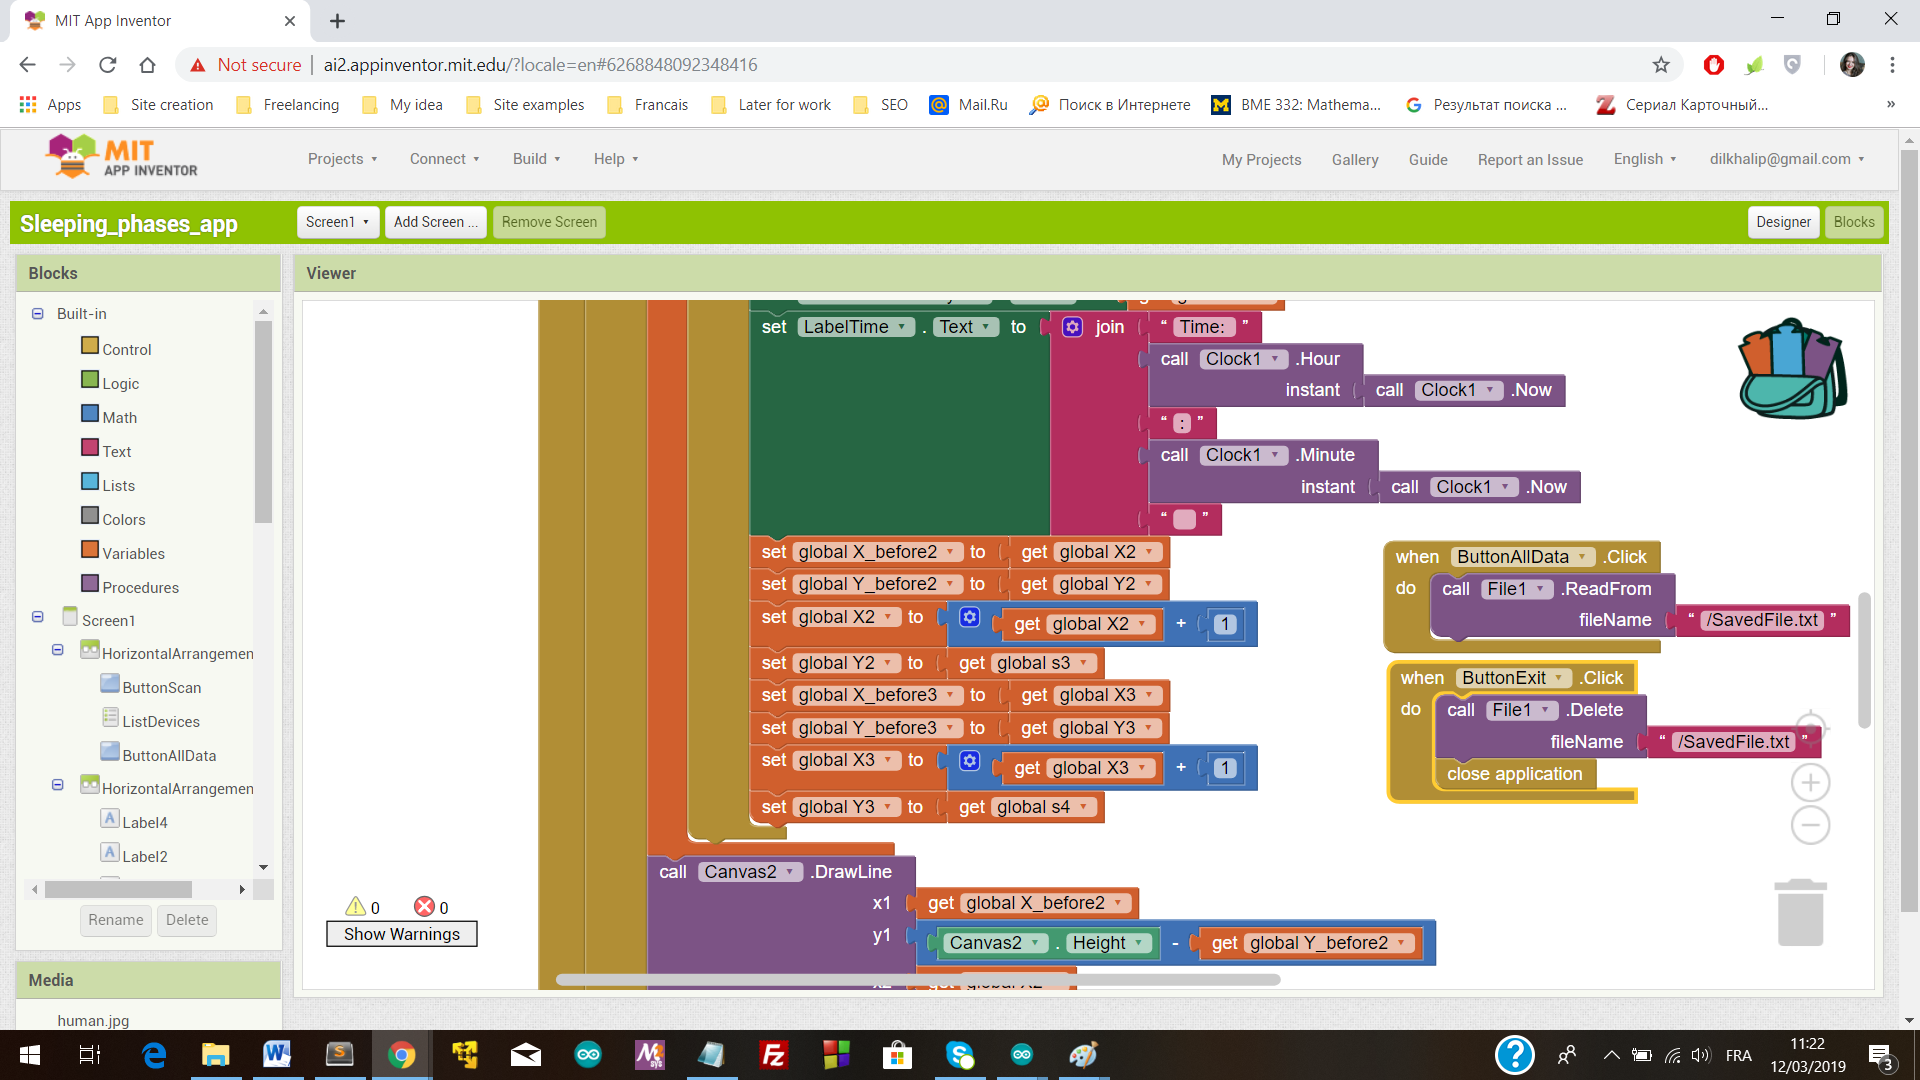 MIT App Inventor
Not secure | ai2.appinventor.mit.edu/?locale=en#6268848092348416
Apps Site creation Freelancing My idea Site examples Francais Later for work SEO Mail.Ru Поиск в Интернете BME 332: Mathema... Результат поиска ... Сериал Карточный... »
MIT
APP INVENTOR
Projects Connect Build Help My Projects Gallery Guide Report an Issue English dilkhalip@gmail.com
Sleeping_phases_app Screen1 Add Screen ... Remove Screen Designer Blocks
Blocks
Viewer
Built-in
Control
Logic
Math
Text
Lists
Colors
Variables
Procedures
Screen1
HorizontalArrangemen
ButtonScan
ListDevices
ButtonAllData
HorizontalArrangemen
Label4
Label2
Rename Delete
Media
human.jpg
set LabelTime . Text to join “ Time: ”
call Clock1 .Hour
instant call Clock1 .Now
“ : ”
call Clock1 .Minute
instant call Clock1 .Now
“ ”
set global X_before2 to get global X2
set global Y_before2 to get global Y2
set global X2 to get global X2 + 1
set global Y2 to get global s3
set global X_before3 to get global X3
set global Y_before3 to get global Y3
set global X3 to get global X3 + 1
set global Y3 to get global s4
call Canvas2 .DrawLine
x1 get global X_before2
y1 Canvas2 . Height - get global Y_before2
when ButtonAllData .Click
do call File1 .ReadFrom
fileName “ /SavedFile.txt ”
when ButtonExit .Click
do call File1 .Delete
fileName “ /SavedFile.txt ”
close application
0 0
Show Warnings
FRA
11:22
12/03/2019
3